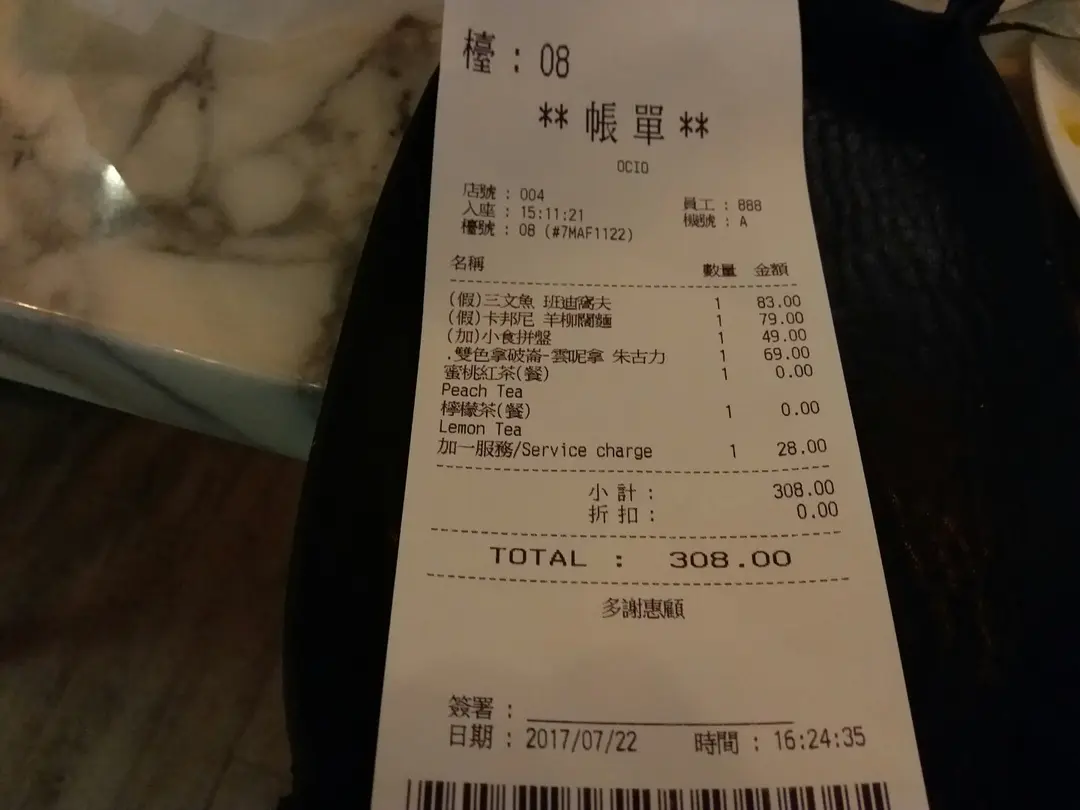 檯 : 08
** 帳單 **
OCIO
店號 : 004
員工 : 888
入座 : 15:11:21
機號 : A
檯號 : 08 (#7MAF1122)
名稱 數量 金額
(假)三文魚 班迪窩夫 1 83.00
(假)卡邦尼 羊柳闊麵 1 79.00
(加)小食拼盤 1 49.00
.雙色拿破崙-雲呢拿 朱古力 1 69.00
蜜桃紅茶(餐) 1 0.00
Peach Tea
檸檬茶(餐) 1 0.00
Lemon Tea
加一服務/Service charge 1 28.00
小計 : 308.00
折扣 : 0.00
TOTAL : 308.00
多謝惠顧
簽署 :
日期 : 2017/07/22 時間 : 16:24:35